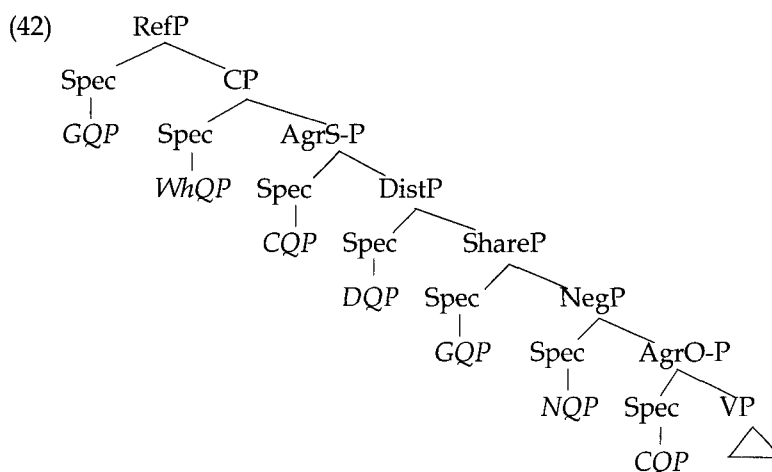 (42) RefP
Spec CP
GQP Spec AgrS-P
WhQP Spec DistP
CQP Spec ShareP
DQP Spec NegP
GQP Spec AgrO-P
NQP Spec VP
CQP